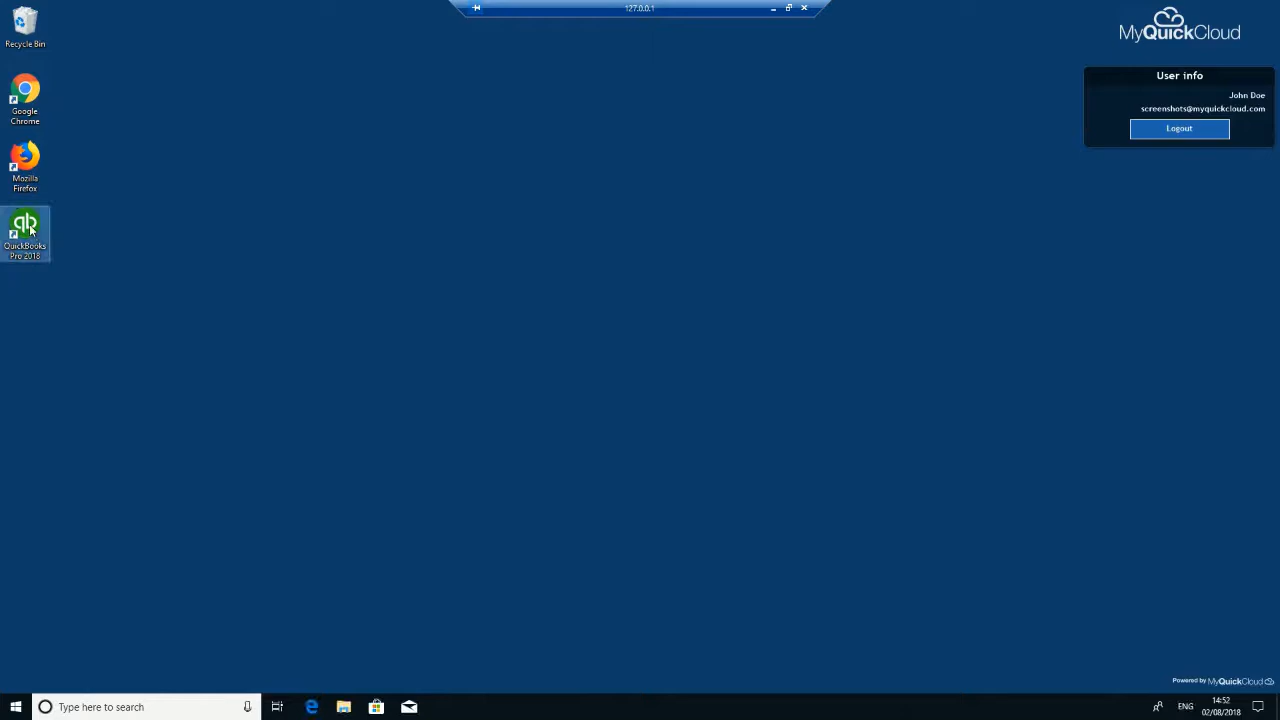 127.0.0.1
MyQuickCloud
User info
John Doe
screenshots@myquickcloud.com
Logout
Recycle Bin
Google
Chrome
Mozilla
Firefox
qb
QuickBooks
Pro 2018
Powered by MyQuickCloud
Type here to search
ENG
14:52
02/08/2018